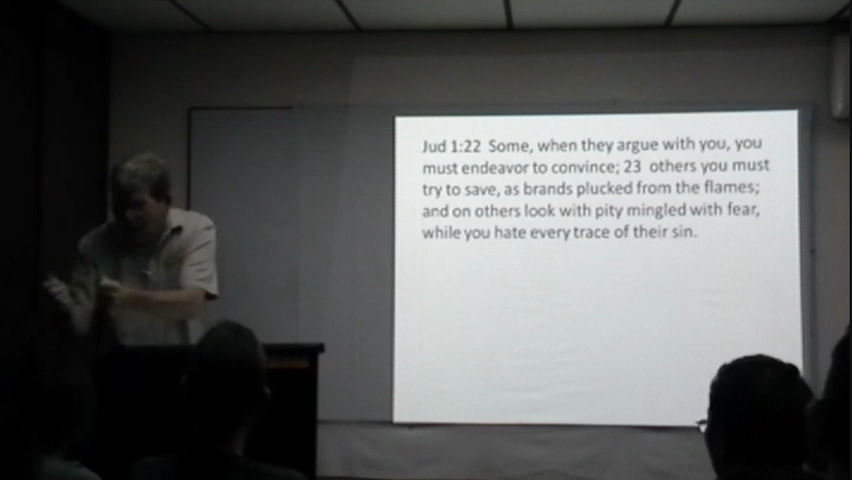 Jud 1:22 Some, when they argue with you, you
must endeavor to convince; 23 others you must
try to save, as brands plucked from the flames;
and on others look with pity mingled with fear,
while you hate every trace of their sin.